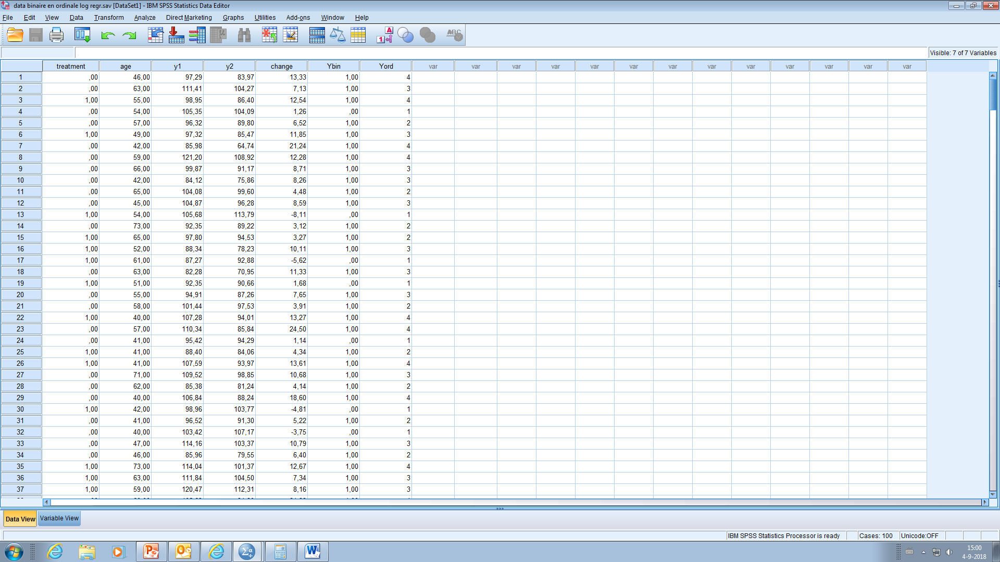 data binaire en ordinale log regr.sav [DataSet1] - IBM SPSS Statistics Data Editor
File Edit View Data Transform Analyze Direct Marketing Graphs Utilities Add-ons Window Help
Visible: 7 of 7 Variables
treatment age y1 y2 change Ybin Yord var var var var var var var var var var var var var
1 ,00 46,00 97,29 83,97 13,33 1,00 4
2 ,00 63,00 111,41 104,27 7,13 1,00 3
3 1,00 55,00 98,95 86,40 12,54 1,00 4
4 ,00 54,00 105,35 104,09 1,26 ,00 1
5 ,00 57,00 96,32 89,80 6,52 1,00 2
6 1,00 49,00 97,32 85,47 11,85 1,00 3
7 ,00 42,00 85,98 64,74 21,24 1,00 4
8 ,00 59,00 121,20 108,92 12,28 1,00 4
9 ,00 66,00 99,87 91,17 8,71 1,00 3
10 ,00 42,00 84,12 75,86 8,26 1,00 3
11 ,00 65,00 104,08 99,60 4,48 1,00 2
12 ,00 45,00 104,87 96,28 8,59 1,00 3
13 1,00 54,00 105,68 113,79 -8,11 ,00 1
14 ,00 73,00 92,35 89,22 3,12 1,00 2
15 1,00 65,00 97,80 94,53 3,27 1,00 2
16 1,00 52,00 88,34 78,23 10,11 1,00 3
17 1,00 61,00 87,27 92,88 -5,62 ,00 1
18 ,00 63,00 82,28 70,95 11,33 1,00 3
19 1,00 51,00 92,35 90,66 1,68 ,00 1
20 ,00 55,00 94,91 87,26 7,65 1,00 3
21 ,00 58,00 101,44 97,53 3,91 1,00 2
22 1,00 40,00 107,28 94,01 13,27 1,00 4
23 ,00 57,00 110,34 85,84 24,50 1,00 4
24 ,00 41,00 95,42 94,29 1,14 ,00 1
25 1,00 41,00 88,40 84,06 4,34 1,00 2
26 1,00 41,00 107,59 93,97 13,61 1,00 4
27 ,00 71,00 109,52 98,85 10,68 1,00 3
28 ,00 62,00 85,38 81,24 4,14 1,00 2
29 ,00 40,00 106,84 88,24 18,60 1,00 4
30 1,00 42,00 98,96 103,77 -4,81 ,00 1
31 ,00 41,00 96,52 91,30 5,22 1,00 2
32 ,00 40,00 103,42 107,17 -3,75 ,00 1
33 ,00 47,00 114,16 103,37 10,79 1,00 3
34 ,00 46,00 85,96 79,55 6,40 1,00 2
35 1,00 73,00 114,04 101,37 12,67 1,00 4
36 1,00 63,00 111,84 104,50 7,34 1,00 3
37 1,00 59,00 120,47 112,31 8,16 1,00 3
Data View Variable View
IBM SPSS Statistics Processor is ready Cases: 100 Unicode:OFF
15:00
4-9-2018